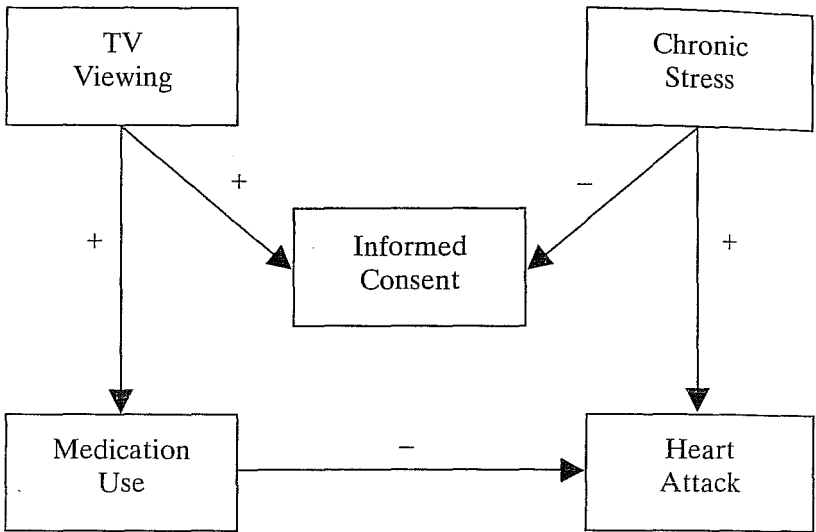 TV
Viewing
Chronic
Stress
+
−
+
Informed
Consent
+
Medication
Use
−
Heart
Attack